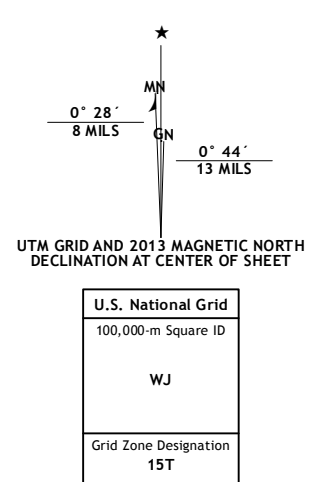 ★
MN
0° 28´
8 MILS
GN
0° 44´
13 MILS
UTM GRID AND 2013 MAGNETIC NORTH
DECLINATION AT CENTER OF SHEET
U.S. National Grid
100,000-m Square ID
WJ
Grid Zone Designation
15T